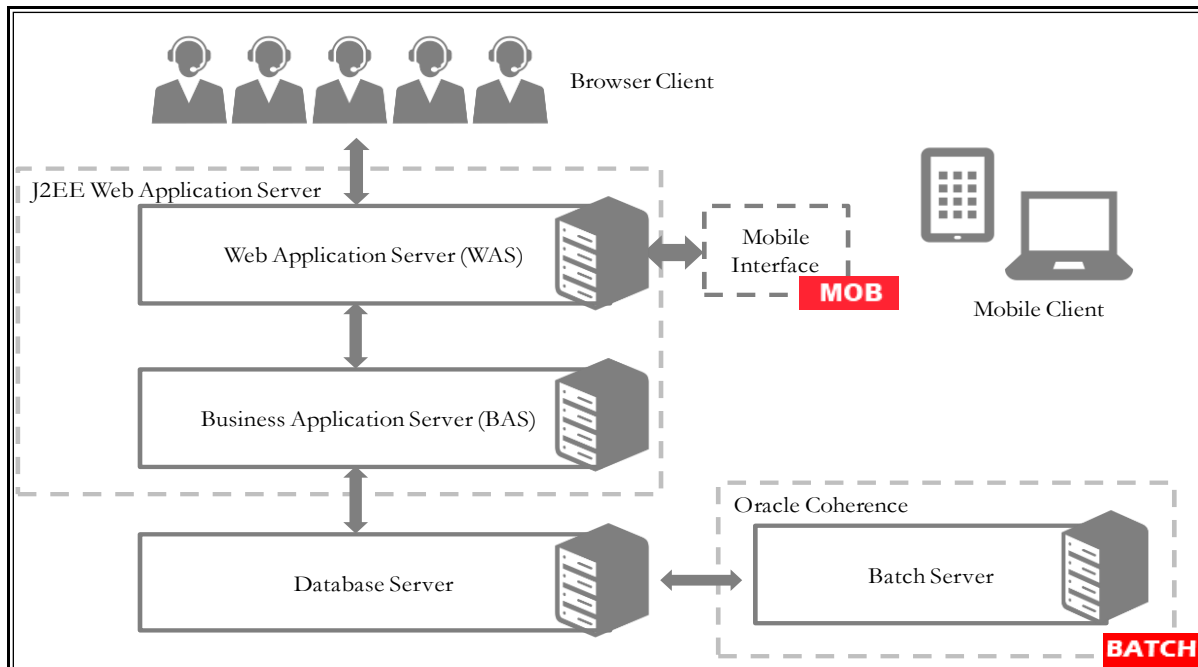 Browser Client
J2EE Web Application Server
Web Application Server (WAS)
Mobile
Interface
MOB
Mobile Client
Business Application Server (BAS)
Oracle Coherence
Database Server
Batch Server
BATCH